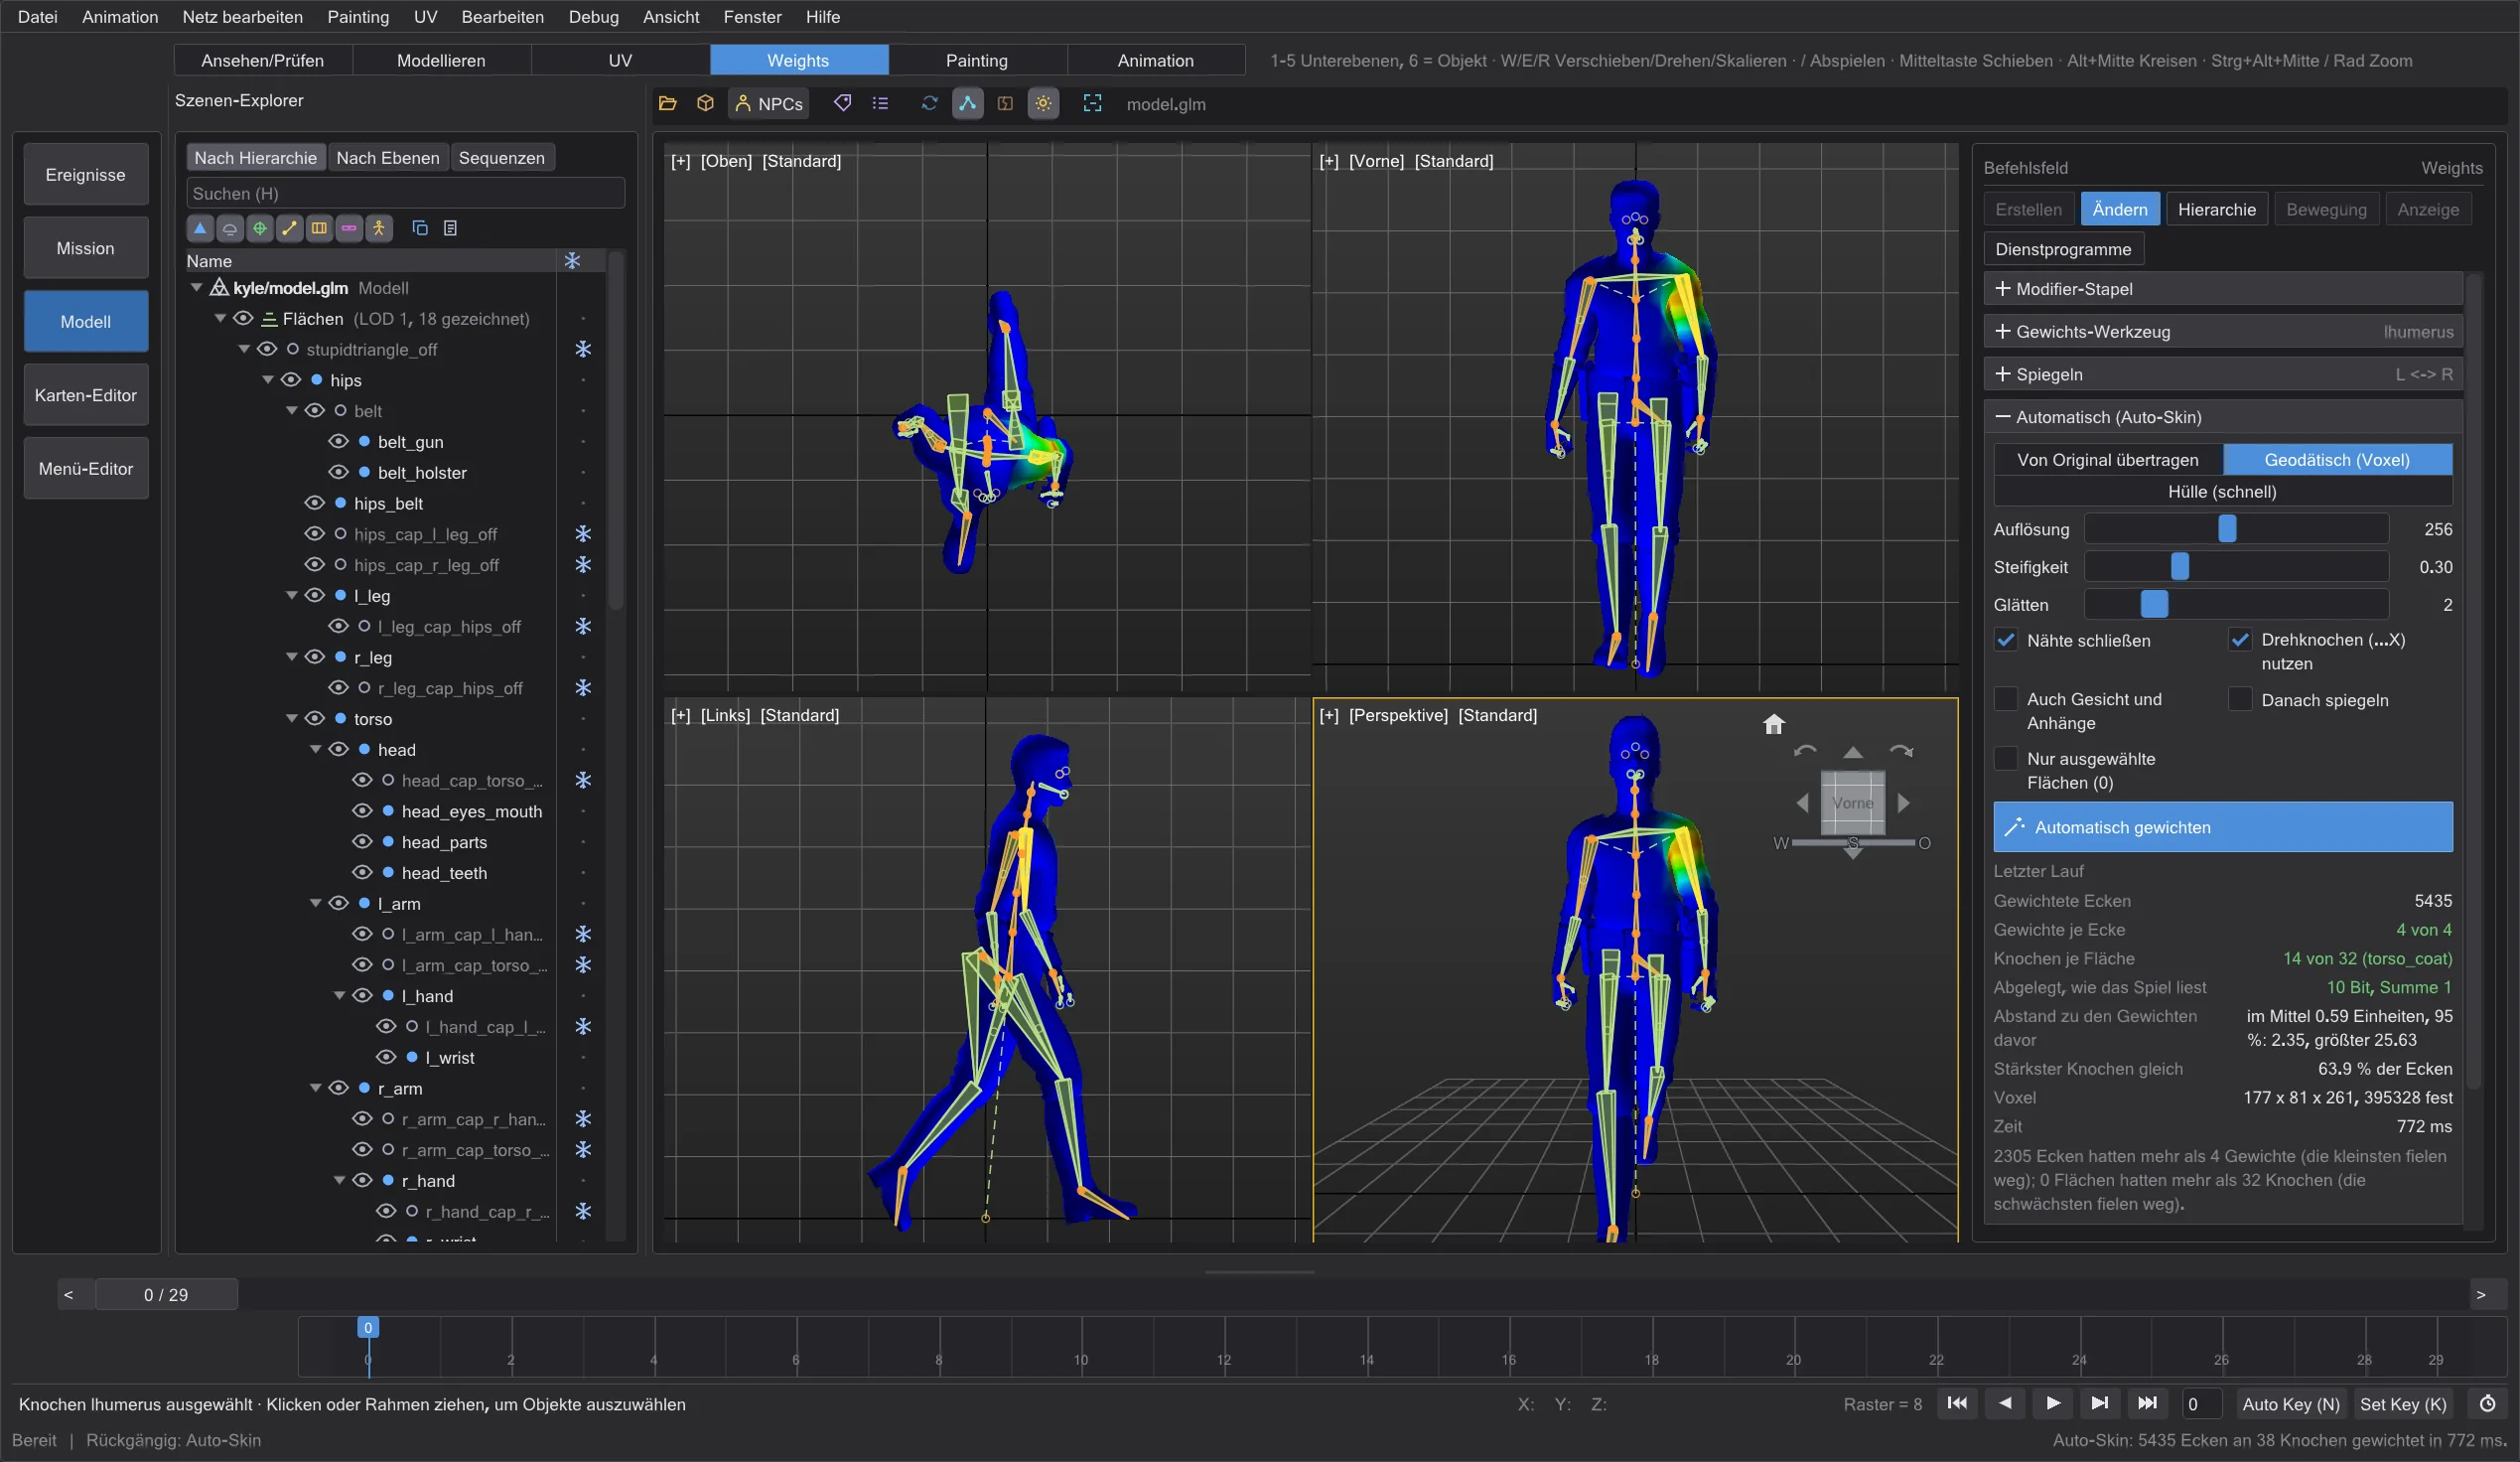 Datei Animation Netz bearbeiten Painting UV Bearbeiten Debug Ansicht Fenster Hilfe
Ansehen/Prüfen Modellieren UV Weights Painting Animation 1-5 Unterebenen, 6 = Objekt · W/E/R Verschieben/Drehen/Skalieren · / Abspielen · Mitteltaste Schieben · Alt+Mitte Kreisen · Strg+Alt+Mitte / Rad Zoom
Szenen-Explorer
NPCs model.glm
Ereignisse
Mission
Modell
Karten-Editor
Menü-Editor
Nach Hierarchie Nach Ebenen Sequenzen
Suchen (H)
Name
kyle/model.glm Modell
Flächen (LOD 1, 18 gezeichnet)
stupidtriangle_off
hips
belt
belt_gun
belt_holster
hips_belt
hips_cap_l_leg_off
hips_cap_r_leg_off
l_leg
l_leg_cap_hips_off
r_leg
r_leg_cap_hips_off
torso
head
head_cap_torso_...
head_eyes_mouth
head_parts
head_teeth
l_arm
l_arm_cap_l_han...
l_arm_cap_torso_...
l_hand
l_hand_cap_l_...
l_wrist
r_arm
r_arm_cap_r_han...
r_arm_cap_torso_...
r_hand
r_hand_cap_r_...
r_wrist
[+] [Oben] [Standard]
[+] [Vorne] [Standard]
[+] [Links] [Standard]
[+] [Perspektive] [Standard]
Vorne
W S O
Befehlsfeld Weights
Erstellen Ändern Hierarchie Bewegung Anzeige
Dienstprogramme
Modifier-Stapel
Gewichts-Werkzeug lhumerus
Spiegeln L <-> R
Automatisch (Auto-Skin)
Von Original übertragen Geodätisch (Voxel)
Hülle (schnell)
Auflösung 256
Steifigkeit 0.30
Glätten 2
Nähte schließen
Drehknochen (...X)
nutzen
Auch Gesicht und
Anhänge
Danach spiegeln
Nur ausgewählte
Flächen (0)
Automatisch gewichten
Letzter Lauf
Gewichtete Ecken 5435
Gewichte je Ecke 4 von 4
Knochen je Fläche 14 von 32 (torso_coat)
Abgelegt, wie das Spiel liest 10 Bit, Summe 1
Abstand zu den Gewichten im Mittel 0.59 Einheiten, 95
davor %: 2.35, größter 25.63
Stärkster Knochen gleich 63.9 % der Ecken
Voxel 177 x 81 x 261, 395328 fest
Zeit 772 ms
2305 Ecken hatten mehr als 4 Gewichte (die kleinsten fielen
weg); 0 Flächen hatten mehr als 32 Knochen (die
schwächsten fielen weg).
< 0 / 29 >
0
0 2 4 6 8 10 12 14 16 18 20 22 24 26 28 29
Knochen lhumerus ausgewählt · Klicken oder Rahmen ziehen, um Objekte auszuwählen X: Y: Z: Raster = 8 0 Auto Key (N) Set Key (K)
Bereit | Rückgängig: Auto-Skin Auto-Skin: 5435 Ecken an 38 Knochen gewichtet in 772 ms.